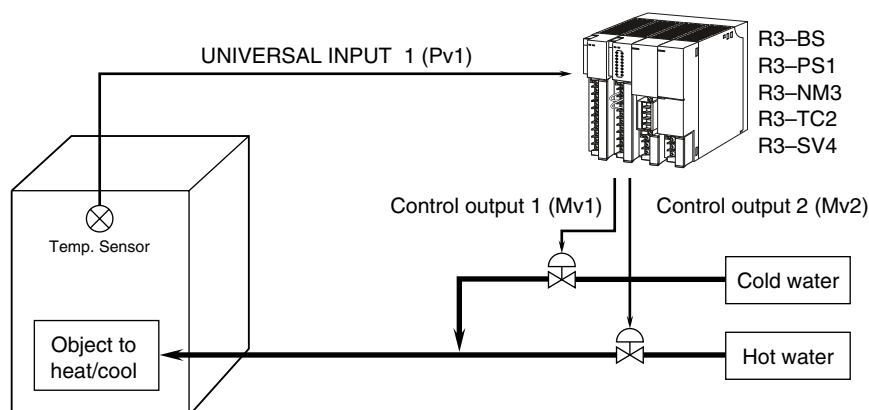 UNIVERSAL INPUT 1 (Pv1)
R3–BS
R3–PS1
R3–NM3
R3–TC2
R3–SV4
Control output 1 (Mv1)
Control output 2 (Mv2)
Temp. Sensor
Cold water
Object to
heat/cool
Hot water